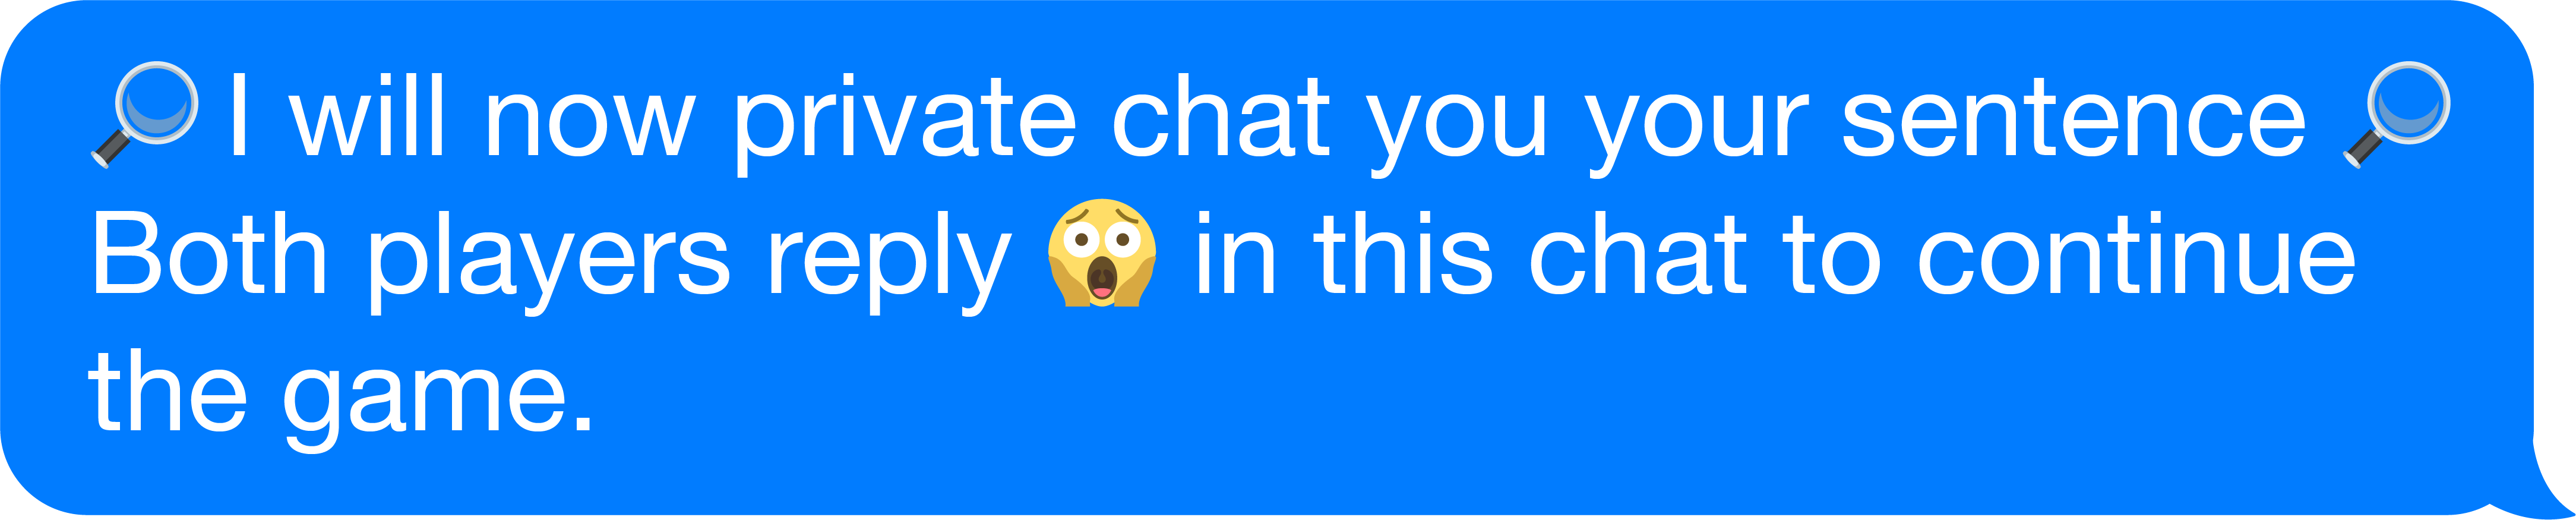 🔎 I will now private chat you your sentence 🔎
Both players reply 😱 in this chat to continue
the game.